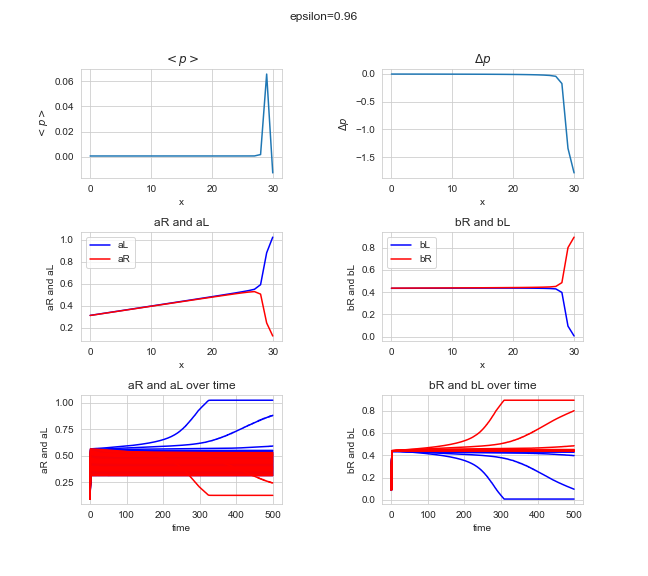 epsilon=0.96
< p >
Δp
0.06
0.04
0.02
0.00
< p >
0 10 20 30
x
0.0
−0.5
−1.0
−1.5
Δp
0 10 20 30
x
aR and aL
bR and bL
1.0
0.8
0.6
0.4
0.2
aR and aL
aL
aR
0 10 20 30
x
0.8
0.6
0.4
0.2
0.0
bR and bL
bL
bR
0 10 20 30
x
aR and aL over time
bR and bL over time
1.00
0.75
0.50
0.25
aR and aL
0 100 200 300 400 500
time
0.8
0.6
0.4
0.2
0.0
bR and bL
0 100 200 300 400 500
time